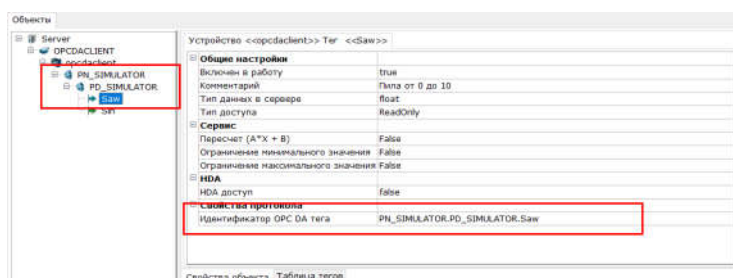 Объекты
Server
OPCDACLIENT
opcdaclient
PN_SIMULATOR
PD_SIMULATOR
Saw
Sin
Устройство <<opcdaclient>> Тег <<Saw>>
Общие настройки
Включен в работу true
Комментарий Пила от 0 до 10
Тип данных в сервере float
Тип доступа ReadOnly
Сервис
Пересчет (A*X + B) False
Ограничение минимального значения False
Ограничение максимального значения False
HDA
HDA доступ false
Свойства протокола
Идентификатор OPC DA тега PN_SIMULATOR.PD_SIMULATOR.Saw
Свойства объекта Таблица тегов